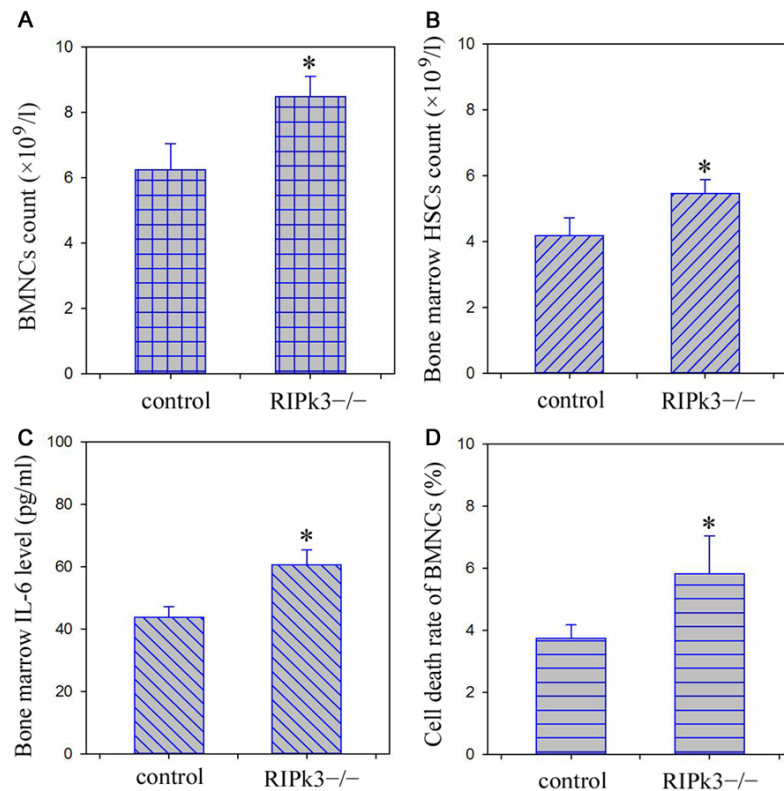 A
BMNCs count (×10⁹/l)
10
8
6
4
2
0
*
control
RIPk3−/−
B
Bone marrow HSCs count (×10⁹/l)
10
8
6
4
2
0
*
control
RIPk3−/−
C
Bone marrow IL-6 level (pg/ml)
100
80
60
40
20
0
*
control
RIPk3−/−
D
Cell death rate of BMNCs (%)
10
8
6
4
2
0
*
control
RIPk3−/−